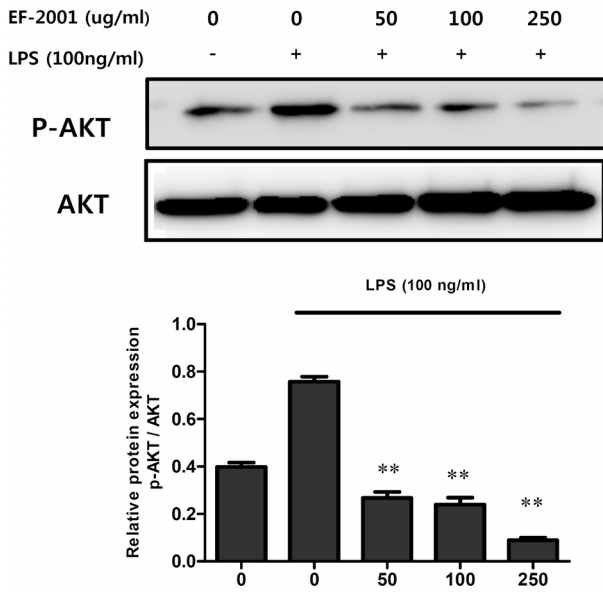 EF-2001 (ug/ml) 0 0 50 100 250
LPS (100ng/ml) - + + + +
P-AKT
AKT
LPS (100 ng/ml)
Relative protein expression
p-AKT / AKT
1.0
0.8
0.6
0.4
0.2
0.0
** ** **
0 0 50 100 250